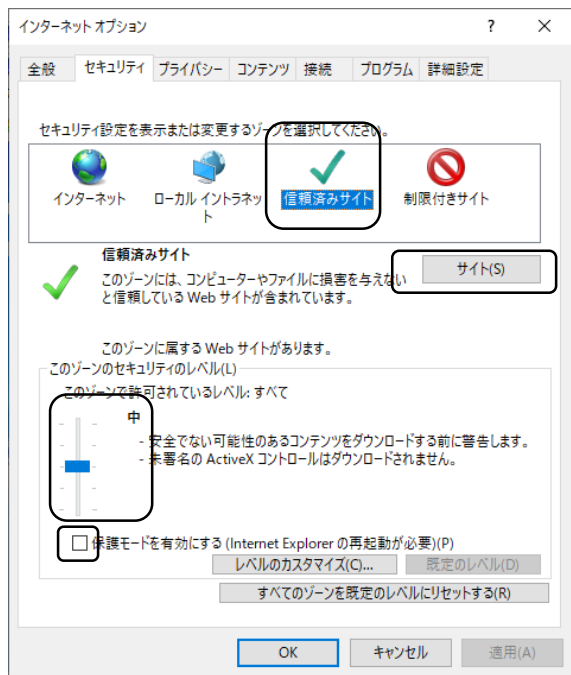 インターネット オプション ? ×
全般 セキュリティ プライバシー コンテンツ 接続 プログラム 詳細設定
セキュリティ設定を表示または変更するゾーンを選択してください。
インターネット ローカル イントラネット 信頼済みサイト 制限付きサイト
信頼済みサイト
サイト(S)
このゾーンには、コンピューターやファイルに損害を与えない
と信頼している Web サイトが含まれています。
このゾーンに属する Web サイトがあります。
このゾーンのセキュリティのレベル(L)
このゾーンで許可されているレベル: すべて
中
- 安全でない可能性のあるコンテンツをダウンロードする前に警告します。
- 未署名の ActiveX コントロールはダウンロードされません。
保護モードを有効にする (Internet Explorer の再起動が必要)(P)
レベルのカスタマイズ(C)... 既定のレベル(D)
すべてのゾーンを既定のレベルにリセットする(R)
OK キャンセル 適用(A)